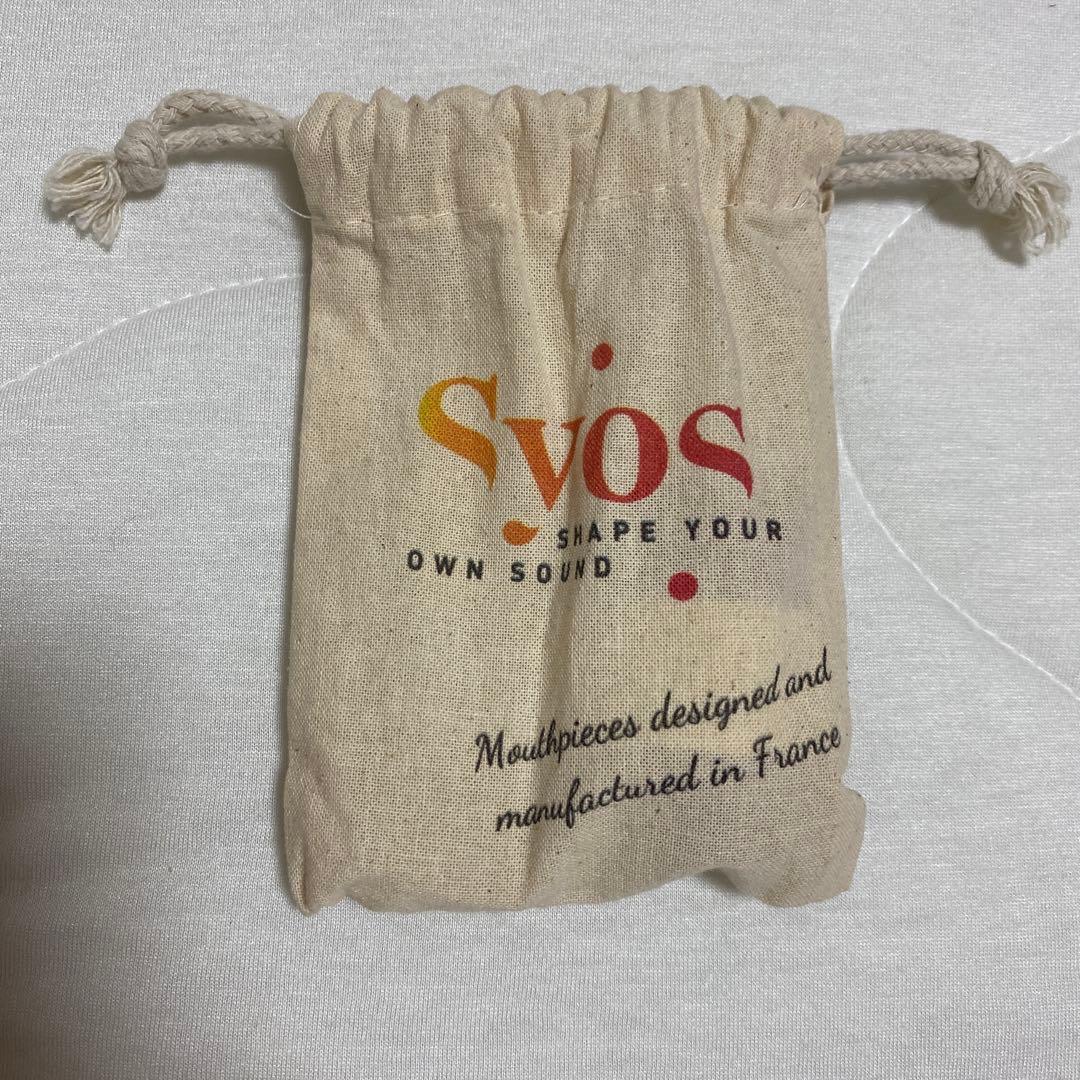 Syos
SHAPE YOUR
OWN SOUND
Mouthpieces designed and
manufactured in France